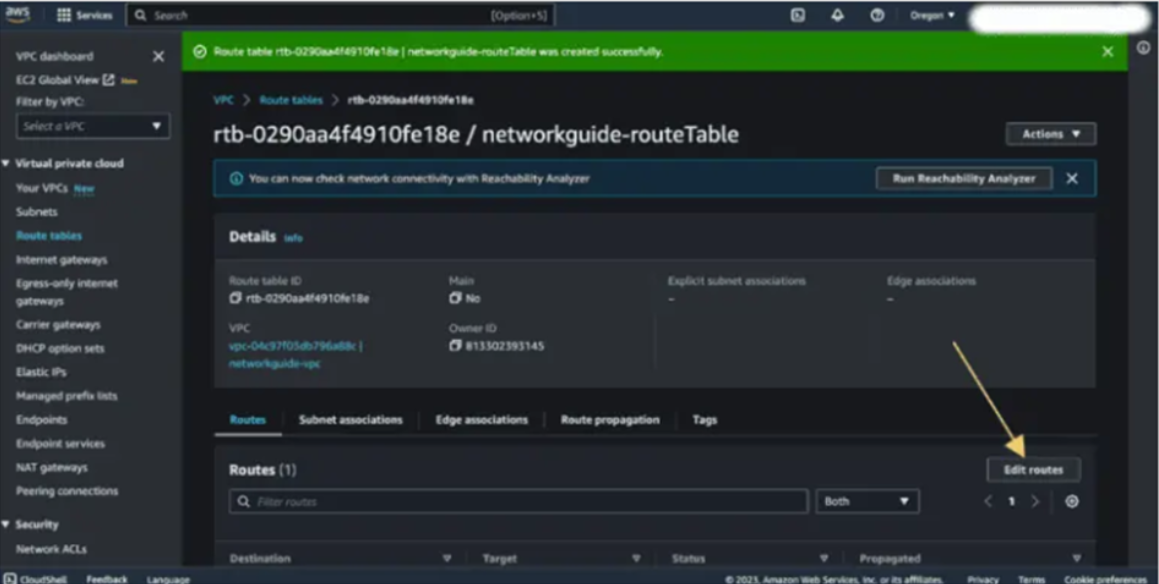 aws Services Search [Option+S] Oregon
VPC dashboard
EC2 Global View New
Filter by VPC:
Select a VPC
Virtual private cloud
Your VPCs New
Subnets
Route tables
Internet gateways
Egress-only internet
gateways
Carrier gateways
DHCP option sets
Elastic IPs
Managed prefix lists
Endpoints
Endpoint services
NAT gateways
Peering connections
Security
Network ACLs
Route table rtb-0290aa4f4910fe18e | networkguide-routeTable was created successfully.
VPC > Route tables > rtb-0290aa4f4910fe18e
rtb-0290aa4f4910fe18e / networkguide-routeTable
Actions
You can now check network connectivity with Reachability Analyzer
Run Reachability Analyzer
Details Info
Route table ID
rtb-0290aa4f4910fe18e
Main
No
Explicit subnet associations
–
Edge associations
–
VPC
vpc-04c97f03db796a88c |
networkguide-vpc
Owner ID
813302393145
Routes Subnet associations Edge associations Route propagation Tags
Routes (1)
Edit routes
Filter routes
Both
1
Destination Target Status Propagated
CloudShell Feedback Language
© 2023, Amazon Web Services, Inc. or its affiliates. Privacy Terms Cookie preferences